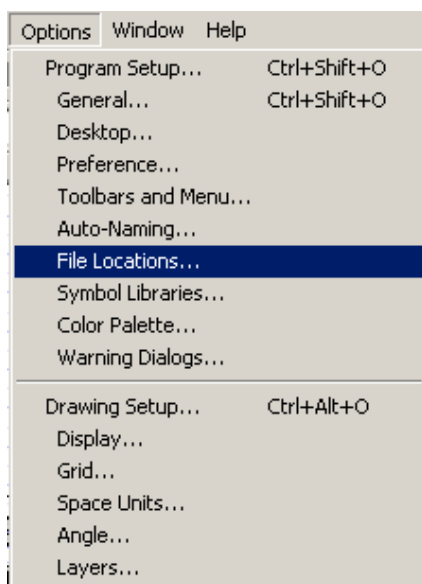 Options Window Help
Program Setup... Ctrl+Shift+O
General... Ctrl+Shift+O
Desktop...
Preference...
Toolbars and Menu...
Auto-Naming...
File Locations...
Symbol Libraries...
Color Palette...
Warning Dialogs...
Drawing Setup... Ctrl+Alt+O
Display...
Grid...
Space Units...
Angle...
Layers...